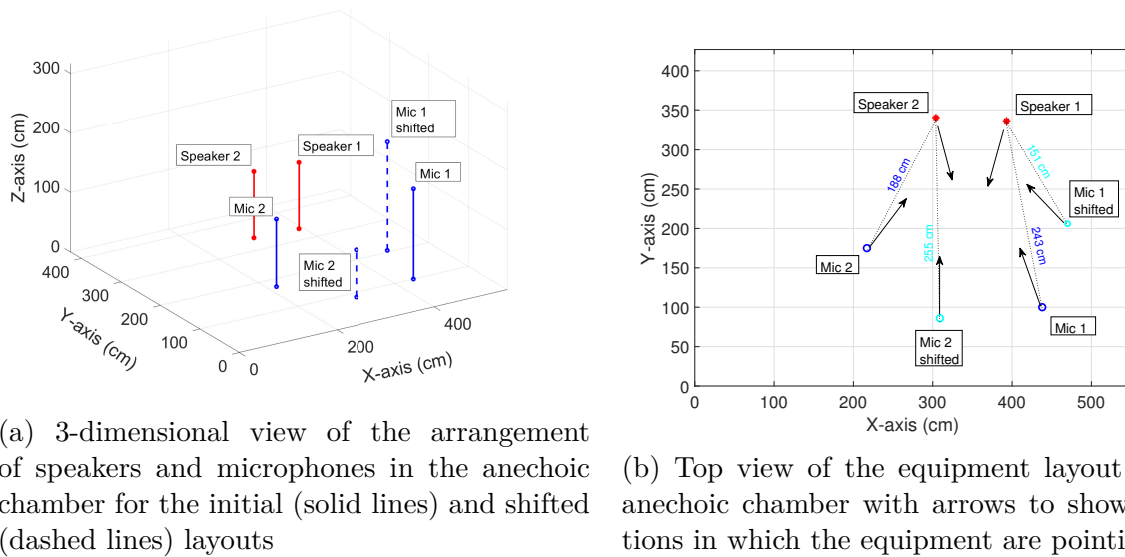 300
200
100
0
Z-axis (cm)
400
300
200
100
0
Y-axis (cm)
0
200
400
X-axis (cm)
Speaker 2
Speaker 1
Mic 1
shifted
Mic 1
Mic 2
Mic 2
shifted
(a) 3-dimensional view of the arrangement
of speakers and microphones in the anechoic
chamber for the initial (solid lines) and shifted
(dashed lines) layouts
400
350
300
250
200
150
100
50
0
Y-axis (cm)
0
100
200
300
400
500
X-axis (cm)
Speaker 2
Speaker 1
188 cm
151 cm
255 cm
243 cm
Mic 1
shifted
Mic 2
Mic 2
shifted
Mic 1
(b) Top view of the equipment layout
anechoic chamber with arrows to show
tions in which the equipment are pointi